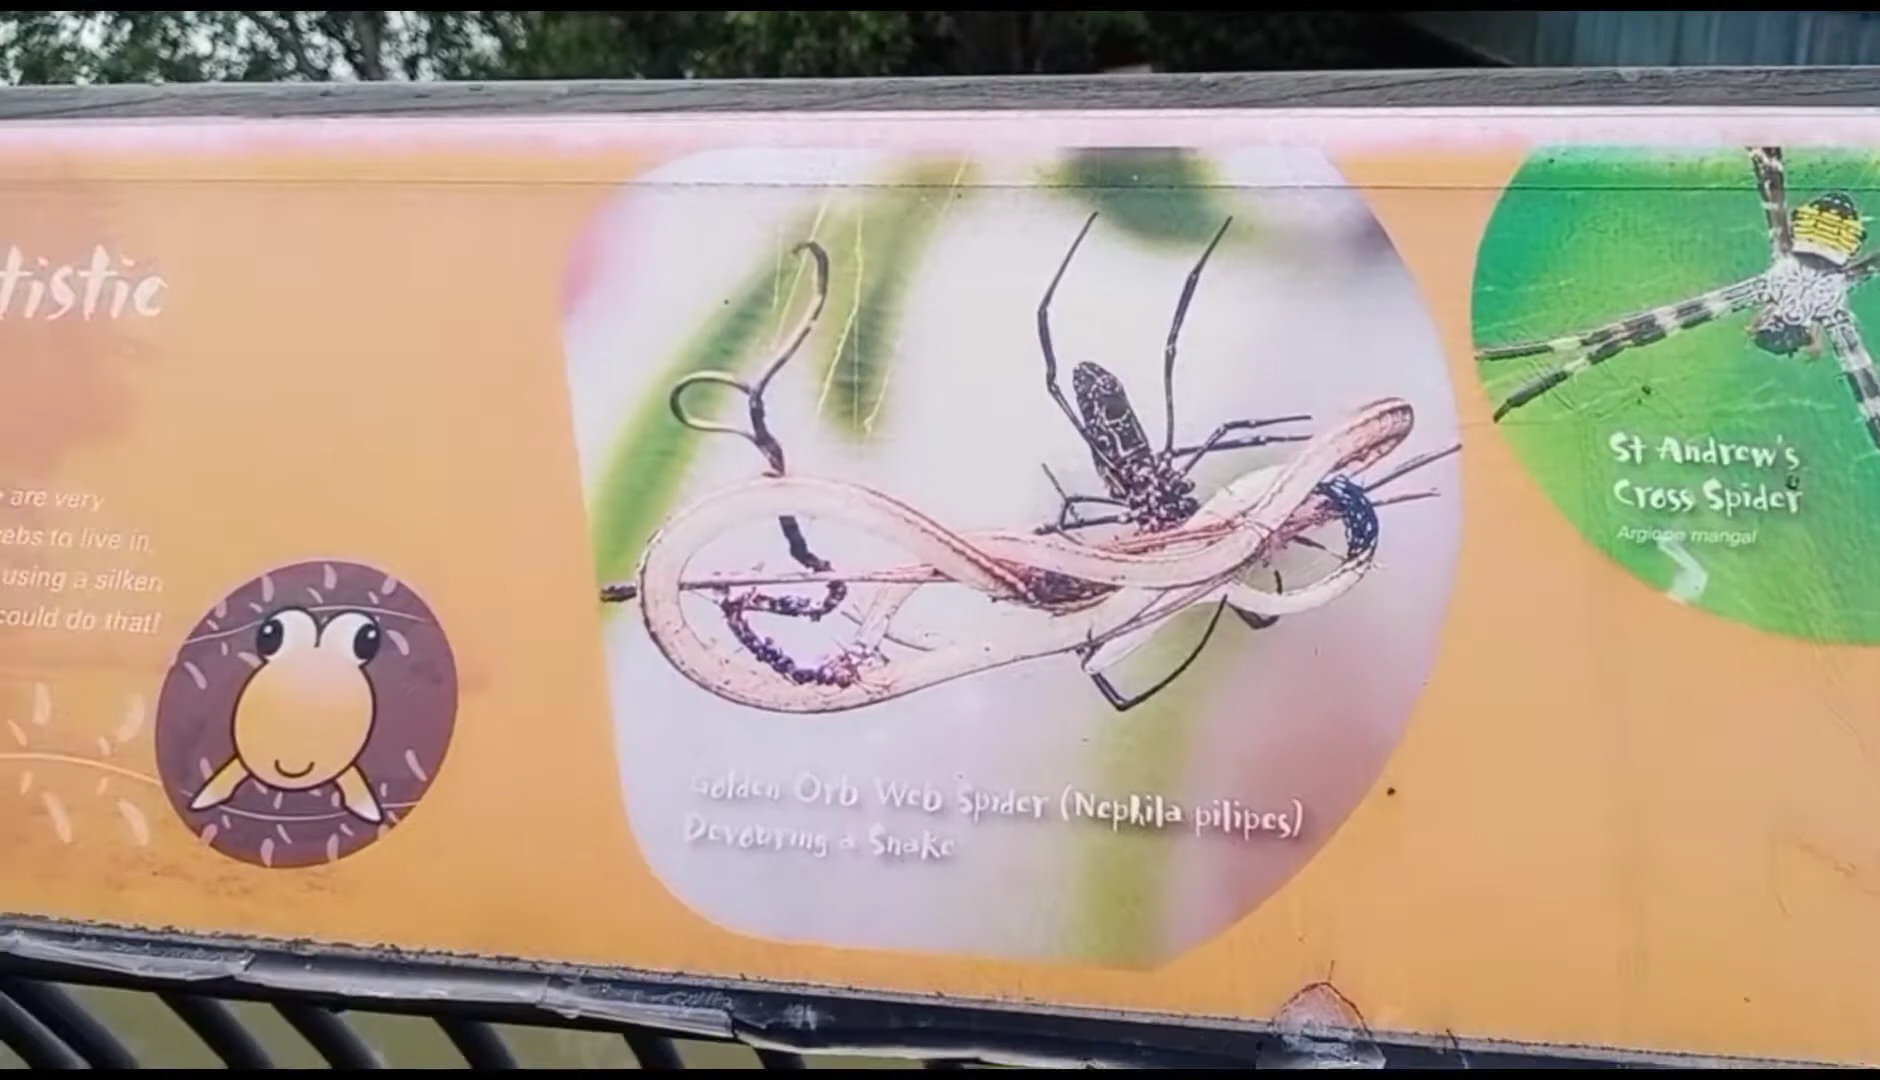 tistic
are very
ebs to live in,
using a silken
could do that!
Golden Orb Web Spider (Nephila pilipes)
Devouring a Snake
St Andrew's
Cross Spider
Argiope mangal